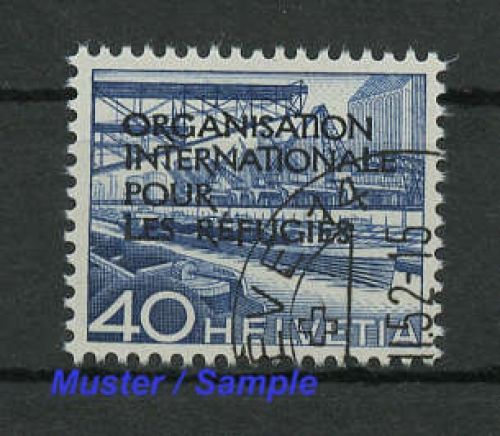 ORGANISATION
INTERNATIONALE
POUR
LES RÉFUGIÉS
40 HELVETIA
Muster / Sample